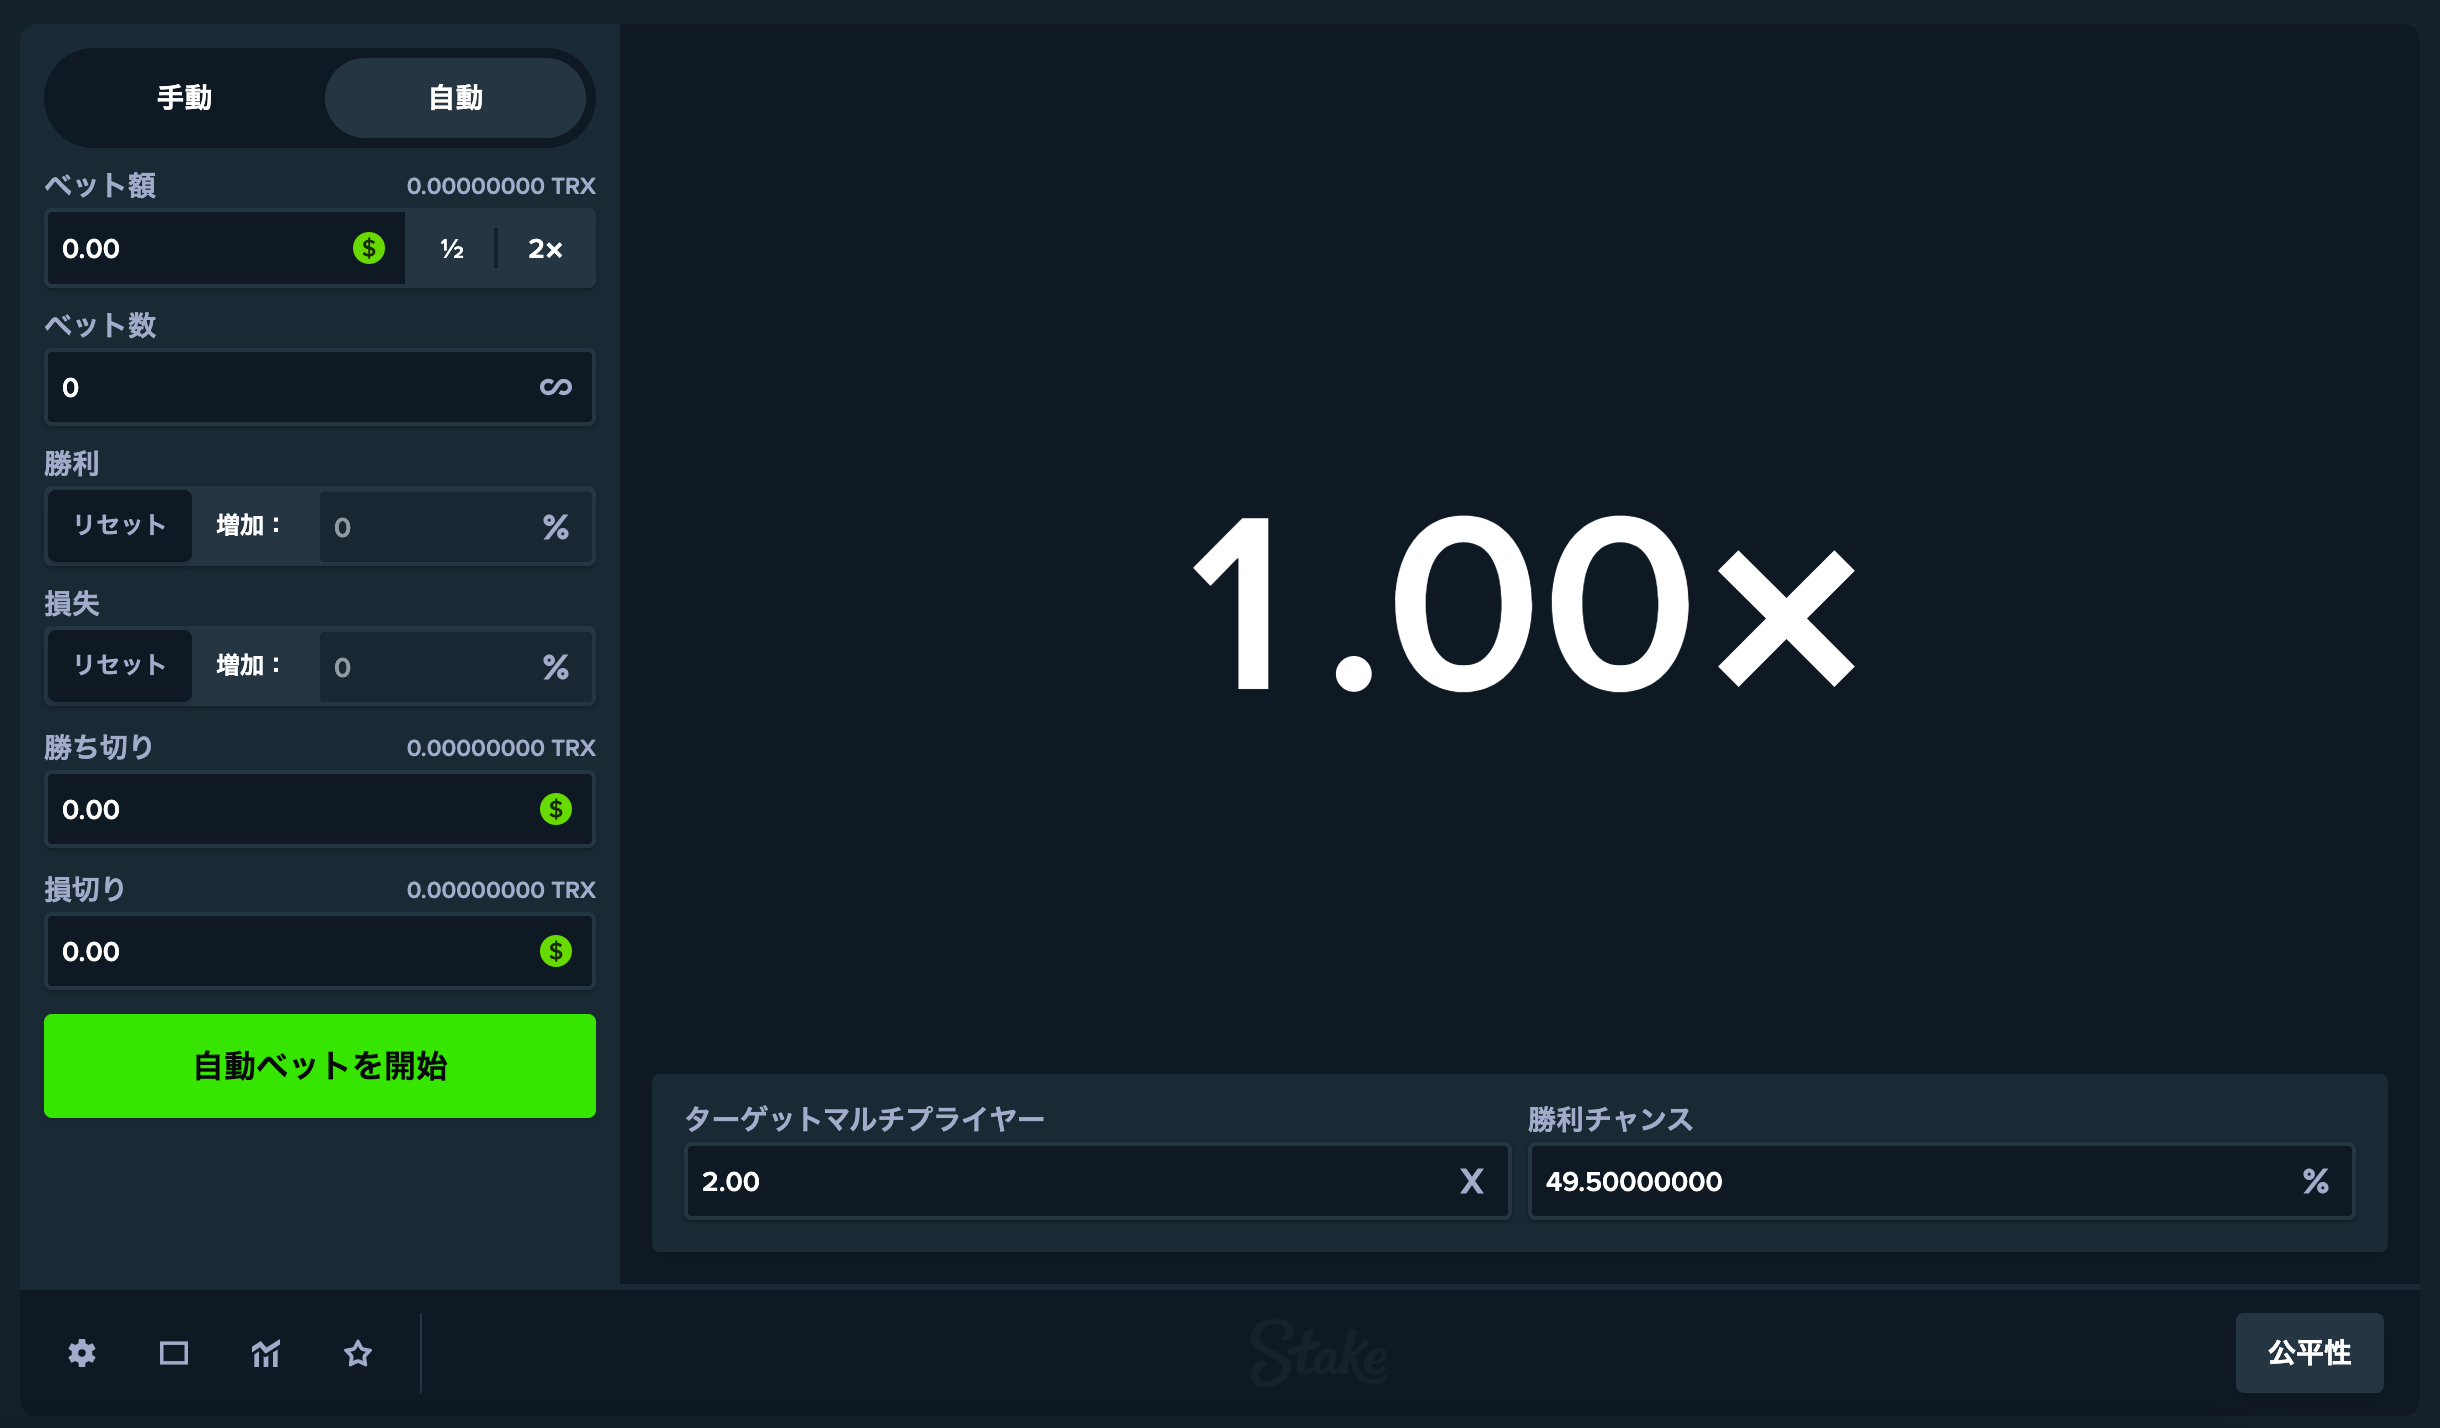 手動 自動
ベット額 0.00000000 TRX
0.00 $ ½ 2×
ベット数
0 ∞
勝利
リセット 増加： 0 %
損失
リセット 増加： 0 %
勝ち切り 0.00000000 TRX
0.00 $
損切り 0.00000000 TRX
0.00 $
自動ベットを開始
1.00×
ターゲットマルチプライヤー 勝利チャンス
2.00 X 49.50000000 %
Stake
公平性